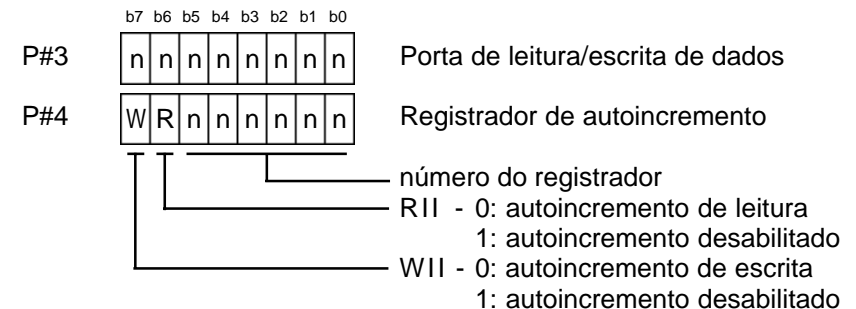 b7 b6 b5 b4 b3 b2 b1 b0
P#3 n n n n n n n n Porta de leitura/escrita de dados
P#4 W R n n n n n n Registrador de autoincremento
número do registrador
RII - 0: autoincremento de leitura
1: autoincremento desabilitado
WII - 0: autoincremento de escrita
1: autoincremento desabilitado